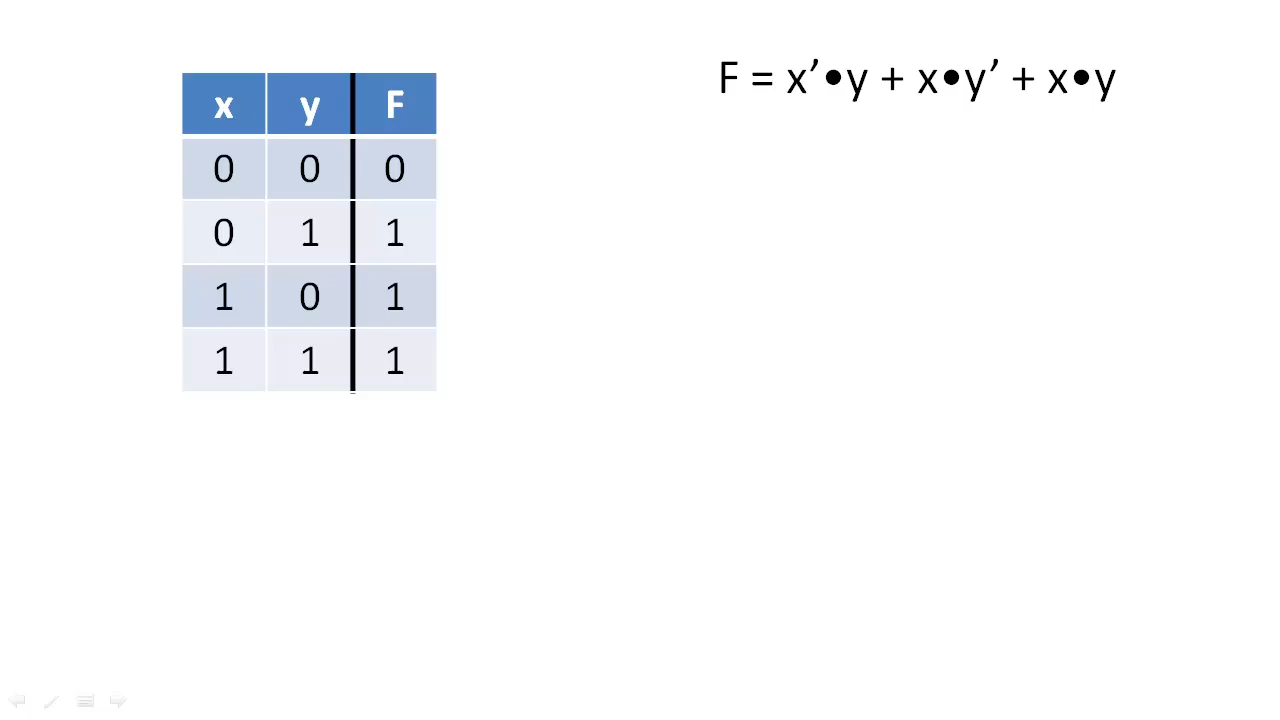 F = x’•y + x•y’ + x•y
x y F
0 0 0
0 1 1
1 0 1
1 1 1